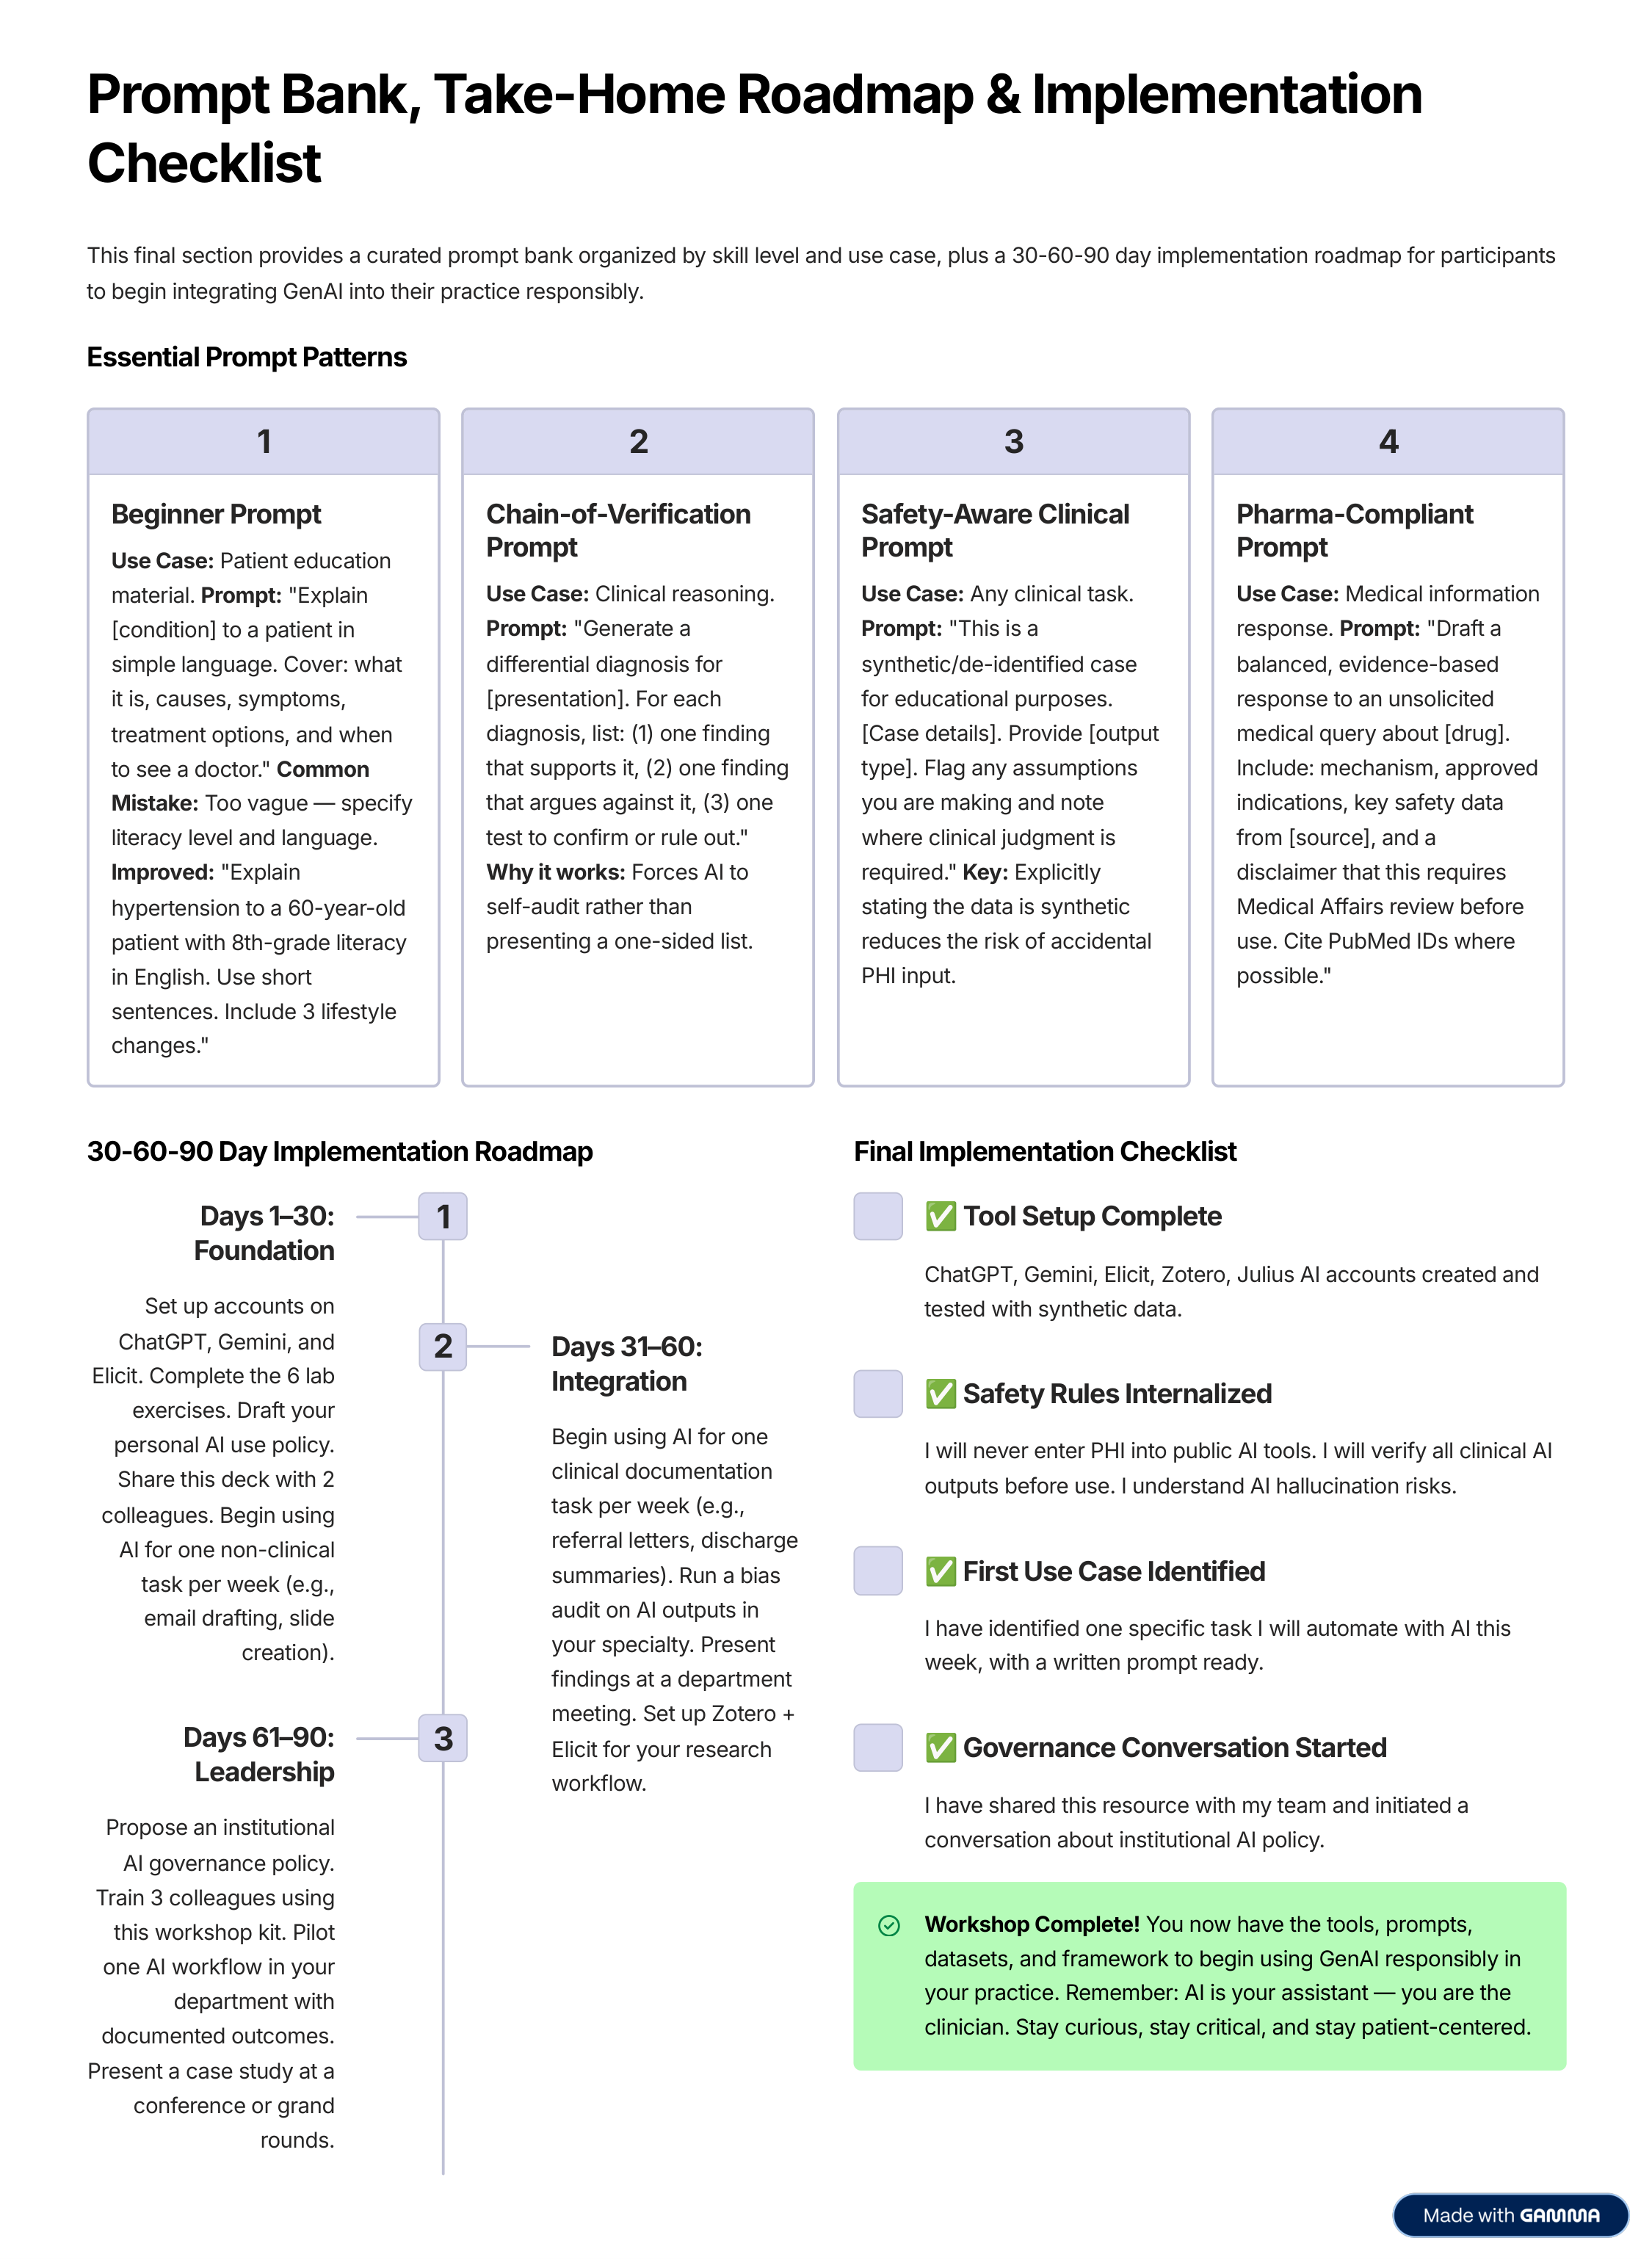 Prompt Bank, Take-Home Roadmap & Implementation
Checklist
This final section provides a curated prompt bank organized by skill level and use case, plus a 30-60-90 day implementation roadmap for participants
to begin integrating GenAI into their practice responsibly.
Essential Prompt Patterns
1
Beginner Prompt
Use Case: Patient education
material. Prompt: "Explain
[condition] to a patient in
simple language. Cover: what
it is, causes, symptoms,
treatment options, and when
to see a doctor." Common
Mistake: Too vague — specify
literacy level and language.
Improved: "Explain
hypertension to a 60-year-old
patient with 8th-grade literacy
in English. Use short
sentences. Include 3 lifestyle
changes."
2
Chain-of-Verification
Prompt
Use Case: Clinical reasoning.
Prompt: "Generate a
differential diagnosis for
[presentation]. For each
diagnosis, list: (1) one finding
that supports it, (2) one finding
that argues against it, (3) one
test to confirm or rule out."
Why it works: Forces AI to
self-audit rather than
presenting a one-sided list.
3
Safety-Aware Clinical
Prompt
Use Case: Any clinical task.
Prompt: "This is a
synthetic/de-identified case
for educational purposes.
[Case details]. Provide [output
type]. Flag any assumptions
you are making and note
where clinical judgment is
required." Key: Explicitly
stating the data is synthetic
reduces the risk of accidental
PHI input.
4
Pharma-Compliant
Prompt
Use Case: Medical information
response. Prompt: "Draft a
balanced, evidence-based
response to an unsolicited
medical query about [drug].
Include: mechanism, approved
indications, key safety data
from [source], and a
disclaimer that this requires
Medical Affairs review before
use. Cite PubMed IDs where
possible."
30-60-90 Day Implementation Roadmap
1
Days 1–30:
Foundation
Set up accounts on
ChatGPT, Gemini, and
Elicit. Complete the 6 lab
exercises. Draft your
personal AI use policy.
Share this deck with 2
colleagues. Begin using
AI for one non-clinical
task per week (e.g.,
email drafting, slide
creation).
2
Days 31–60:
Integration
Begin using AI for one
clinical documentation
task per week (e.g.,
referral letters, discharge
summaries). Run a bias
audit on AI outputs in
your specialty. Present
findings at a department
meeting. Set up Zotero +
Elicit for your research
workflow.
3
Days 61–90:
Leadership
Propose an institutional
AI governance policy.
Train 3 colleagues using
this workshop kit. Pilot
one AI workflow in your
department with
documented outcomes.
Present a case study at a
conference or grand
rounds.
Final Implementation Checklist
✅ Tool Setup Complete
ChatGPT, Gemini, Elicit, Zotero, Julius AI accounts created and
tested with synthetic data.
✅ Safety Rules Internalized
I will never enter PHI into public AI tools. I will verify all clinical AI
outputs before use. I understand AI hallucination risks.
✅ First Use Case Identified
I have identified one specific task I will automate with AI this
week, with a written prompt ready.
✅ Governance Conversation Started
I have shared this resource with my team and initiated a
conversation about institutional AI policy.
Workshop Complete! You now have the tools, prompts,
datasets, and framework to begin using GenAI responsibly in
your practice. Remember: AI is your assistant — you are the
clinician. Stay curious, stay critical, and stay patient-centered.
Made with GAMMA